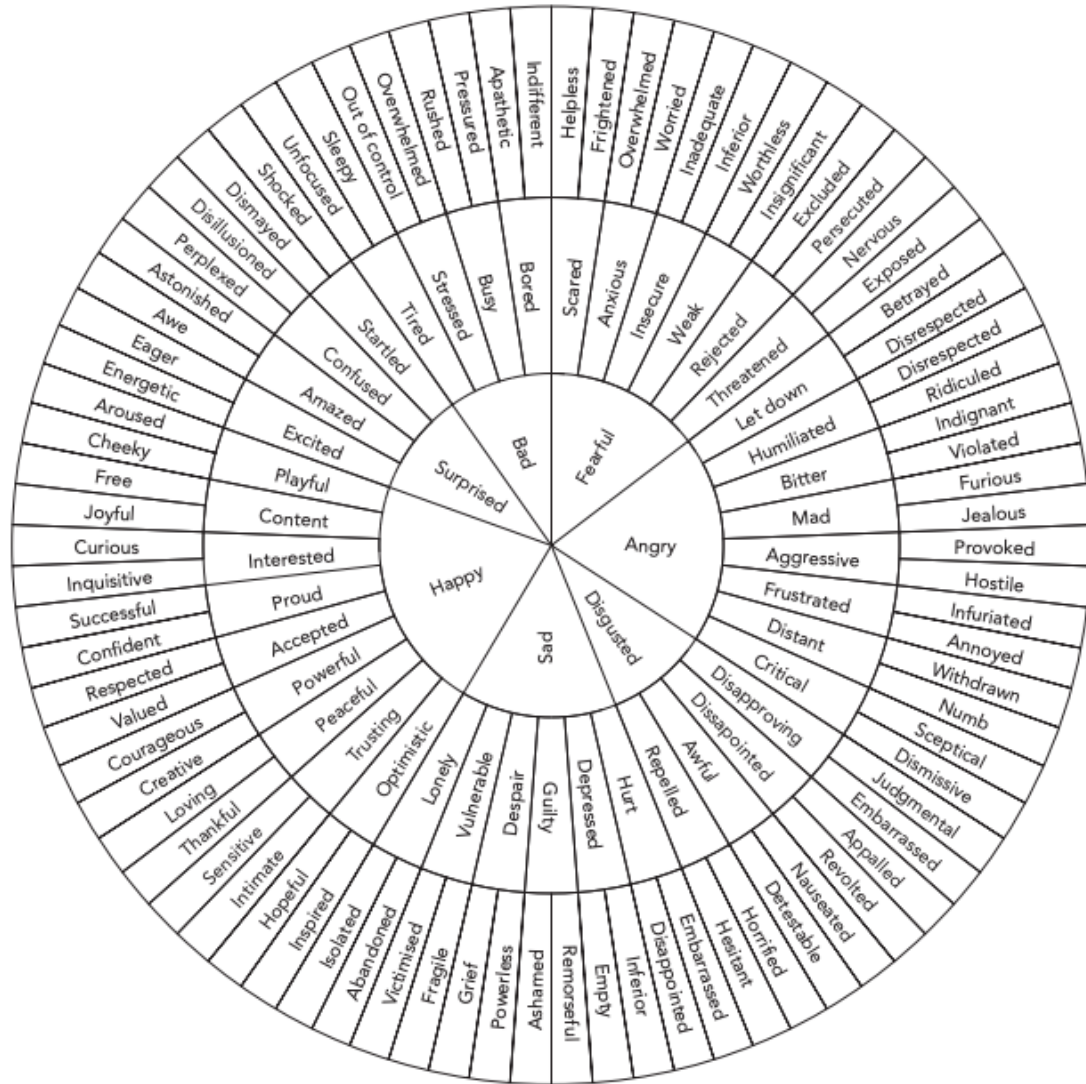 Fearful
Angry
Disgusted
Sad
Happy
Surprised
Bad
Scared
Anxious
Insecure
Weak
Rejected
Threatened
Let down
Humiliated
Bitter
Mad
Aggressive
Frustrated
Distant
Critical
Disapproving
Dissapointed
Awful
Repelled
Hurt
Depressed
Guilty
Despair
Vulnerable
Lonely
Optimistic
Trusting
Peaceful
Powerful
Accepted
Proud
Interested
Content
Playful
Excited
Amazed
Confused
Startled
Tired
Stressed
Busy
Bored
Helpless
Frightened
Overwhelmed
Worried
Inadequate
Inferior
Worthless
Insignificant
Excluded
Persecuted
Nervous
Exposed
Betrayed
Disrespected
Disrespected
Ridiculed
Indignant
Violated
Furious
Jealous
Provoked
Hostile
Infuriated
Annoyed
Withdrawn
Numb
Sceptical
Dismissive
Judgmental
Embarrassed
Appalled
Revolted
Nauseated
Detestable
Horrified
Hesitant
Embarrassed
Disappointed
Inferior
Empty
Remorseful
Ashamed
Powerless
Grief
Fragile
Victimised
Abandoned
Isolated
Inspired
Hopeful
Intimate
Sensitive
Thankful
Loving
Creative
Courageous
Valued
Respected
Confident
Successful
Inquisitive
Curious
Joyful
Free
Cheeky
Aroused
Energetic
Eager
Awe
Astonished
Perplexed
Disillusioned
Dismayed
Shocked
Unfocused
Sleepy
Out of control
Overwhelmed
Rushed
Pressured
Apathetic
Indifferent